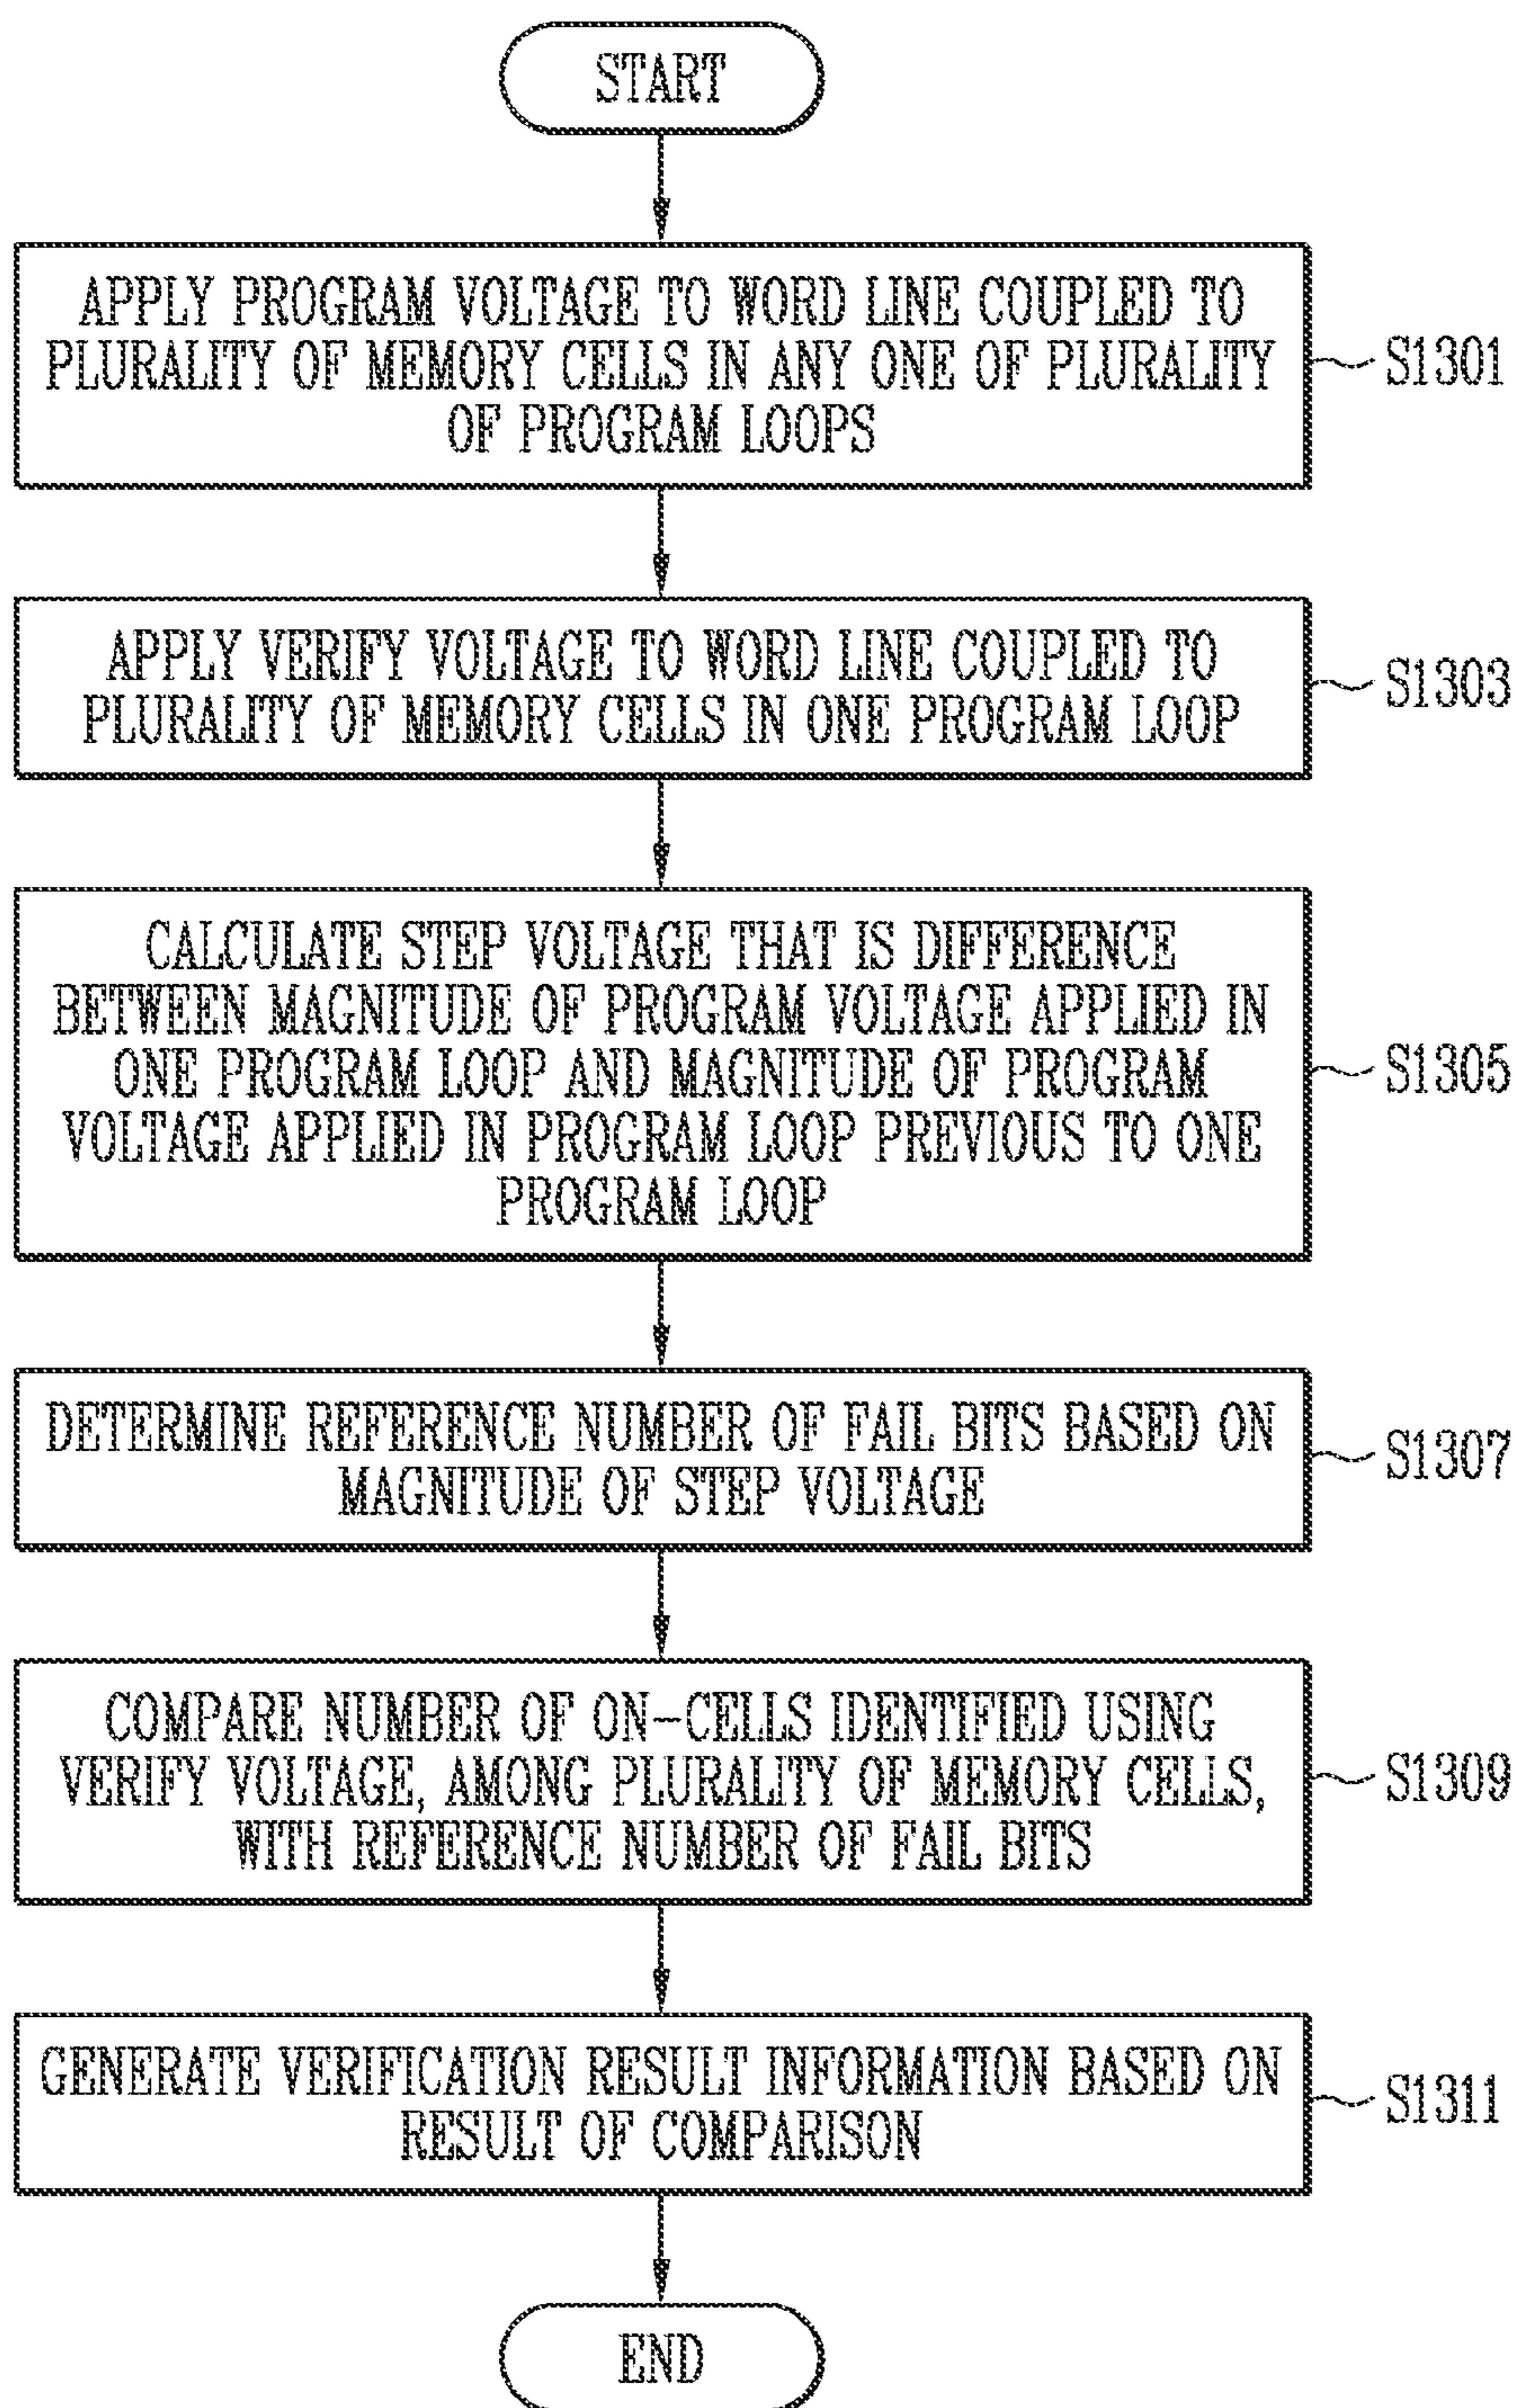 START
APPLY PROGRAM VOLTAGE TO WORD LINE COUPLED TO
PLURALITY OF MEMORY CELLS IN ANY ONE OF PLURALITY
OF PROGRAM LOOPS
S1301
APPLY VERIFY VOLTAGE TO WORD LINE COUPLED TO
PLURALITY OF MEMORY CELLS IN ONE PROGRAM LOOP
S1303
CALCULATE STEP VOLTAGE THAT IS DIFFERENCE
BETWEEN MAGNITUDE OF PROGRAM VOLTAGE APPLIED IN
ONE PROGRAM LOOP AND MAGNITUDE OF PROGRAM
VOLTAGE APPLIED IN PROGRAM LOOP PREVIOUS TO ONE
PROGRAM LOOP
S1305
DETERMINE REFERENCE NUMBER OF FAIL BITS BASED ON
MAGNITUDE OF STEP VOLTAGE
S1307
COMPARE NUMBER OF ON-CELLS IDENTIFIED USING
VERIFY VOLTAGE, AMONG PLURALITY OF MEMORY CELLS,
WITH REFERENCE NUMBER OF FAIL BITS
S1309
GENERATE VERIFICATION RESULT INFORMATION BASED ON
RESULT OF COMPARISON
S1311
END